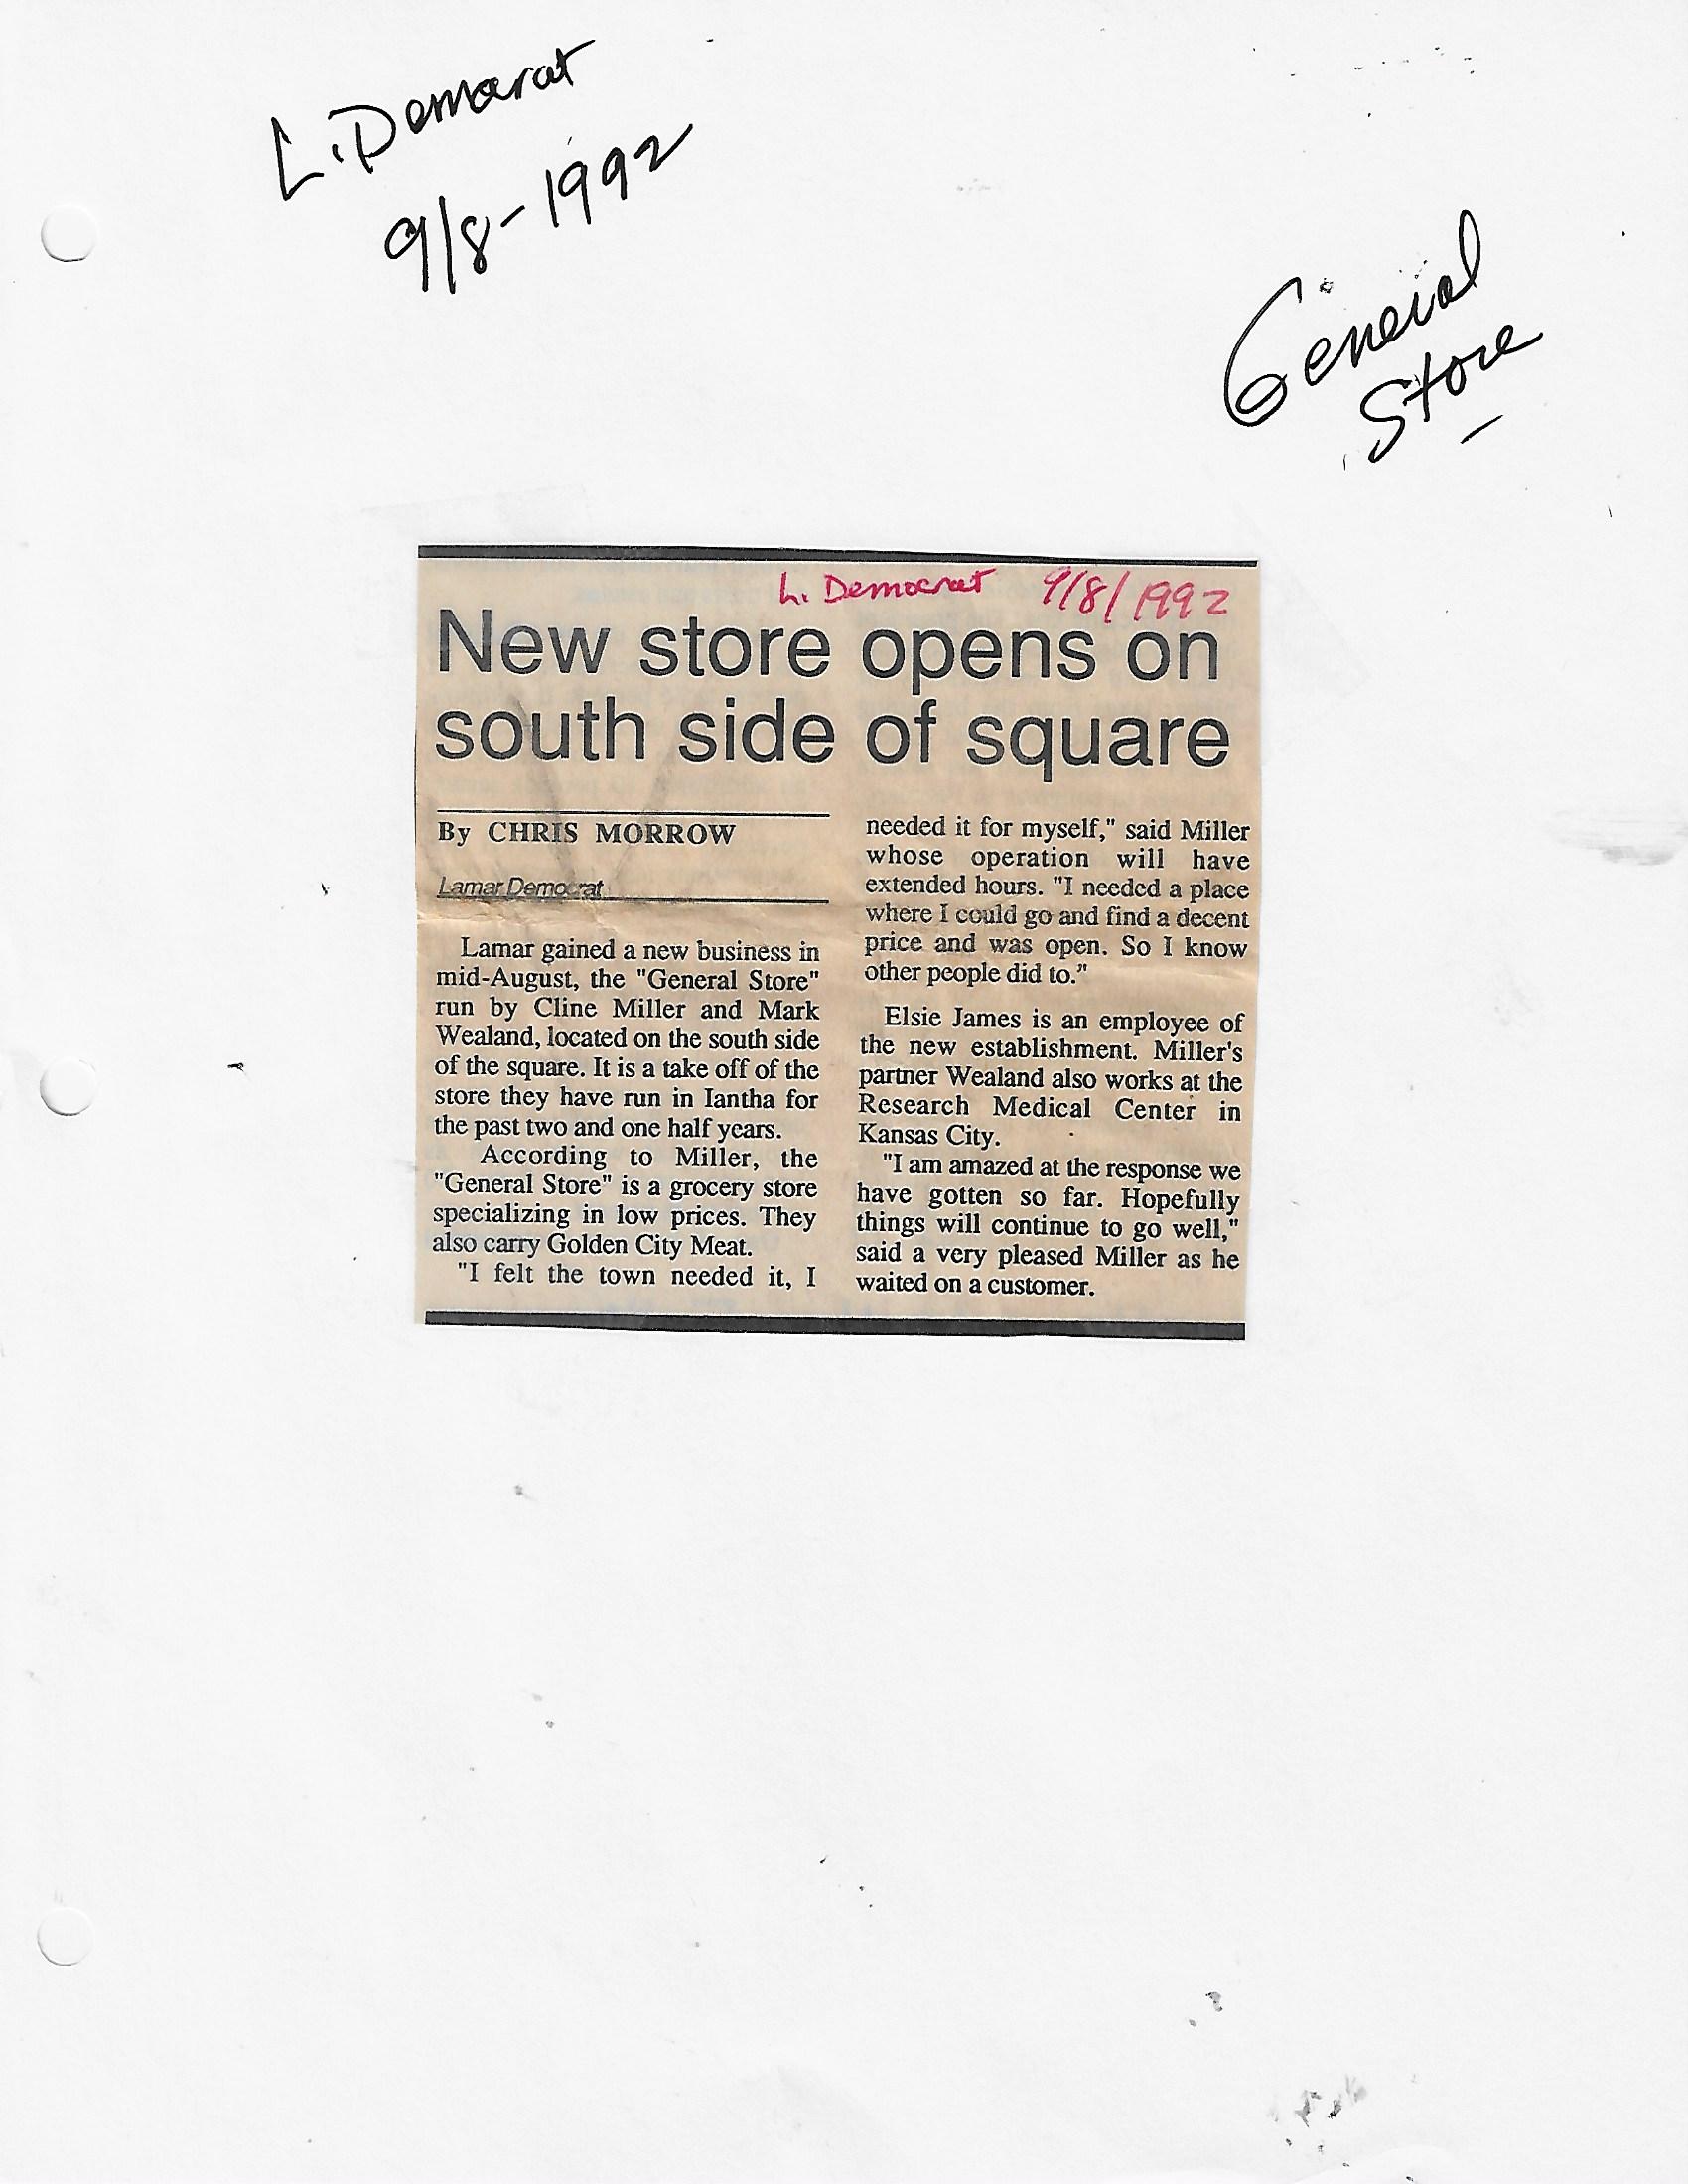 L. Democrat
9/8-1992
General
Store
L. Democrat 9/8/1992
New store opens on
south side of square
By CHRIS MORROW
Lamar Democrat
Lamar gained a new business in
mid-August, the "General Store"
run by Cline Miller and Mark
Wealand, located on the south side
of the square. It is a take off of the
store they have run in Iantha for
the past two and one half years.
According to Miller, the
"General Store" is a grocery store
specializing in low prices. They
also carry Golden City Meat.
"I felt the town needed it, I
needed it for myself," said Miller
whose operation will have
extended hours. "I needed a place
where I could go and find a decent
price and was open. So I know
other people did to."
Elsie James is an employee of
the new establishment. Miller's
partner Wealand also works at the
Research Medical Center in
Kansas City.
"I am amazed at the response we
have gotten so far. Hopefully
things will continue to go well,"
said a very pleased Miller as he
waited on a customer.